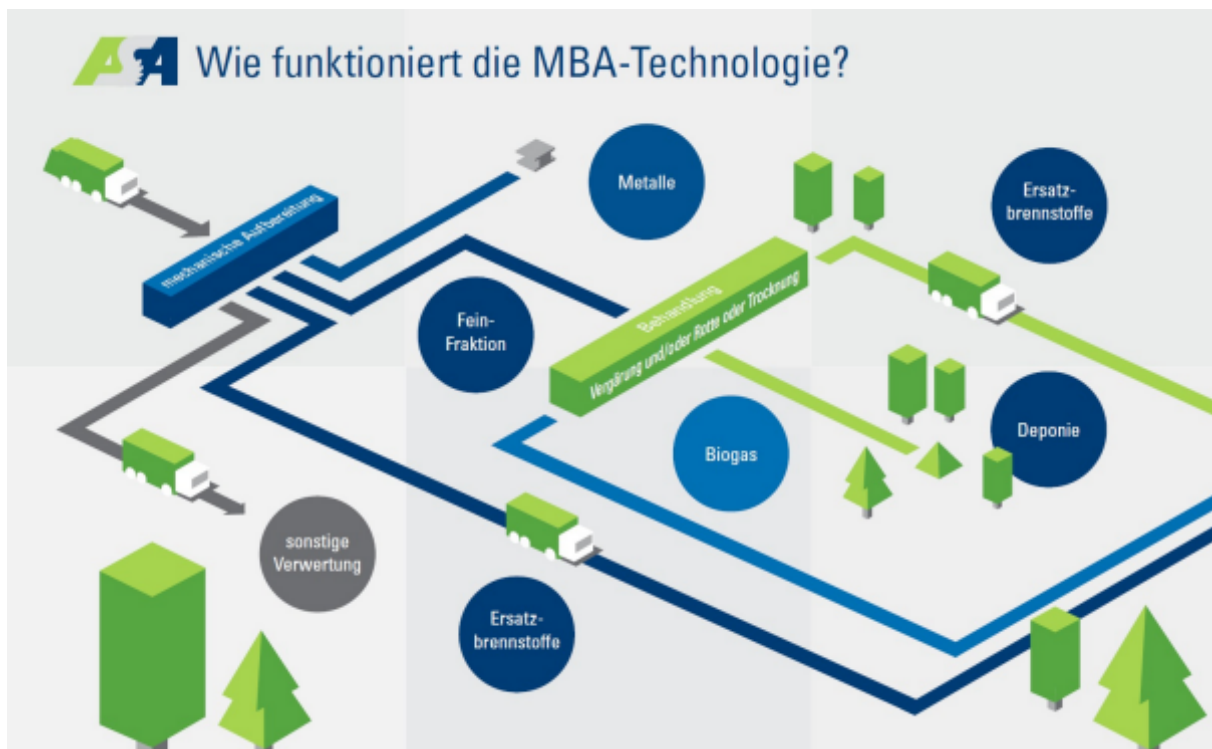 ASA Wie funktioniert die MBA-Technologie?
Metalle
Ersatz-
brennstoffe
mechanische Aufbereitung
Behandlung
Vergärung und/oder Rotte oder Trocknung
Fein-
Fraktion
Deponie
Biogas
sonstige
Verwertung
Ersatz-
brennstoffe